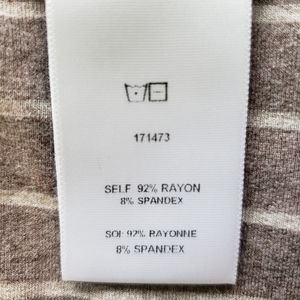 171473
SELF 92% RAYON
8% SPANDEX
SOI: 92% RAYONNE
8% SPANDEX